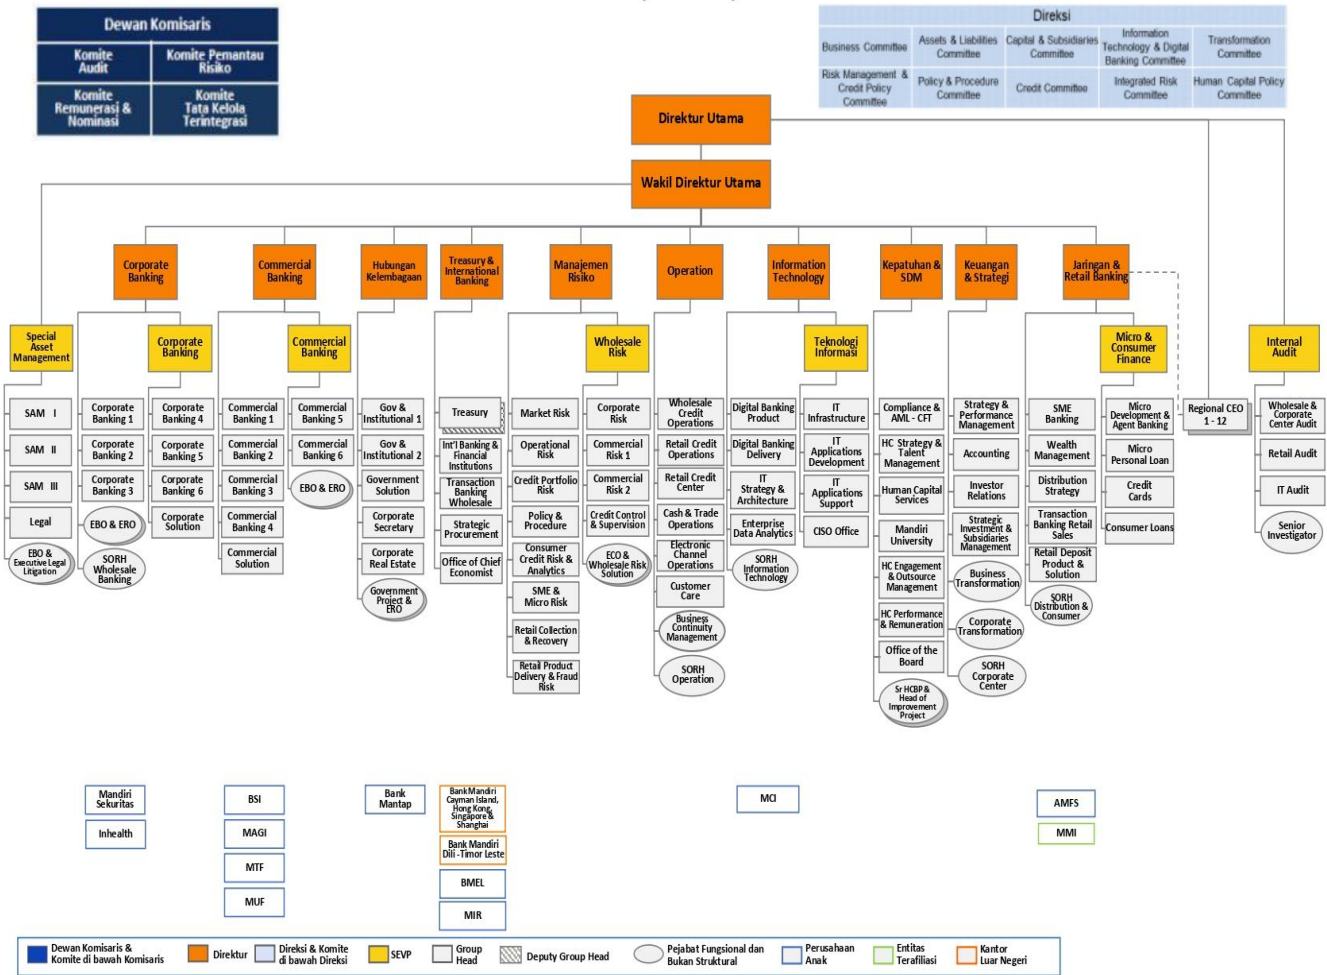 Dewan Komisaris
Komite
Audit
Komite Pemantau
Risiko
Komite
Remunerasi &
Nominasi
Komite
Tata Kelola
Terintegrasi
Direksi
Business Committee
Assets & Liabilities
Committee
Capital & Subsidiaries
Committee
Information
Technology & Digital
Banking Committee
Transformation
Committee
Risk Management &
Credit Policy
Committee
Policy & Procedure
Committee
Credit Committee
Integrated Risk
Committee
Human Capital Policy
Committee
Direktur Utama
Wakil Direktur Utama
Corporate
Banking
Commercial
Banking
Hubungan
Kelembagaan
Treasury &
International
Banking
Manajemen
Risiko
Operation
Information
Technology
Kepatuhan &
SDM
Keuangan
& Strategi
Jaringan &
Retail Banking
Special
Asset
Management
Corporate
Banking
Commercial
Banking
Wholesale
Risk
Teknologi
Informasi
Micro &
Consumer
Finance
Internal
Audit
SAM I
SAM II
SAM III
Legal
EBO &
Executive Legal
Litigation
Corporate
Banking 1
Corporate
Banking 2
Corporate
Banking 3
EBO & ERO
SORH
Wholesale
Banking
Corporate
Banking 4
Corporate
Banking 5
Corporate
Banking 6
Corporate
Solution
Commercial
Banking 1
Commercial
Banking 2
Commercial
Banking 3
Commercial
Banking 4
Commercial
Solution
Commercial
Banking 5
Commercial
Banking 6
EBO & ERO
Gov &
Institutional 1
Gov &
Institutional 2
Government
Solution
Corporate
Secretary
Corporate
Real Estate
Government
Project &
ERO
Treasury
Int'l Banking &
Financial
Institutions
Transaction
Banking
Wholesale
Strategic
Procurement
Office of Chief
Economist
Market Risk
Operational
Risk
Credit Portfolio
Risk
Policy &
Procedure
Consumer
Credit Risk &
Analytics
SME &
Micro Risk
Retail Collection
& Recovery
Retail Product
Delivery & Fraud
Risk
Corporate
Risk
Commercial
Risk 1
Commercial
Risk 2
Credit Control
& Supervision
ECO &
Wholesale Risk
Solution
Wholesale
Credit
Operations
Retail Credit
Operations
Retail Credit
Center
Cash & Trade
Operations
Electronic
Channel
Operations
Customer
Care
Business
Continuity
Management
SORH
Operation
Digital Banking
Product
Digital Banking
Delivery
IT
Strategy &
Architecture
Enterprise
Data Analytics
SORH
Information
Technology
IT
Infrastructure
IT
Applications
Development
IT
Applications
Support
CISO Office
Compliance &
AML - CFT
HC Strategy &
Talent
Management
Human Capital
Services
Mandiri
University
HC Engagement
& Outsource
Management
HC Performance
& Remuneration
Office of the
Board
Sr HCBP &
Head of
Improvement
Project
Strategy &
Performance
Management
Accounting
Investor
Relations
Strategic
Investment &
Subsidiaries
Management
Business
Transformation
Corporate
Transformation
SORH
Corporate
Center
SME
Banking
Wealth
Management
Distribution
Strategy
Transaction
Banking Retail
Sales
Retail Deposit
Product
& Solution
SORH
Distribution &
Consumer
Micro
Development &
Agent Banking
Micro
Personal Loan
Credit
Cards
Consumer Loans
Regional CEO
1 - 12
Wholesale &
Corporate
Center Audit
Retail Audit
IT Audit
Senior
Investigator
Mandiri
Sekuritas
Inhealth
BSI
MAGI
MTF
MUF
Bank
Mantap
Bank Mandiri
Cayman Island,
Hong Kong,
Singapore &
Shanghai
Bank Mandiri
Dili -Timor Leste
BMEL
MIR
MCI
AMFS
MMI
Dewan Komisaris &
Komite di bawah Komisaris
Direktur
Direksi & Komite
di bawah Direksi
SEVP
Group
Head
Deputy Group Head
Pejabat Fungsional dan
Bukan Struktural
Perusahaan
Anak
Entitas
Terafiliasi
Kantor
Luar Negeri